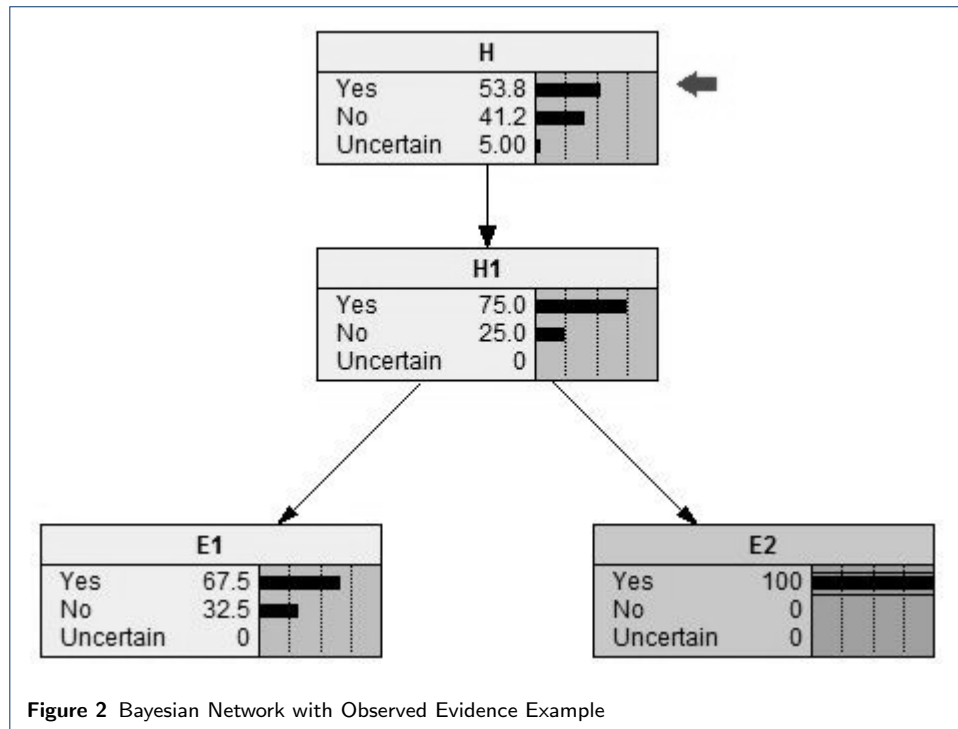 H
Yes 53.8
No 41.2
Uncertain 5.00
H1
Yes 75.0
No 25.0
Uncertain 0
E1
Yes 67.5
No 32.5
Uncertain 0
E2
Yes 100
No 0
Uncertain 0
Figure 2 Bayesian Network with Observed Evidence Example